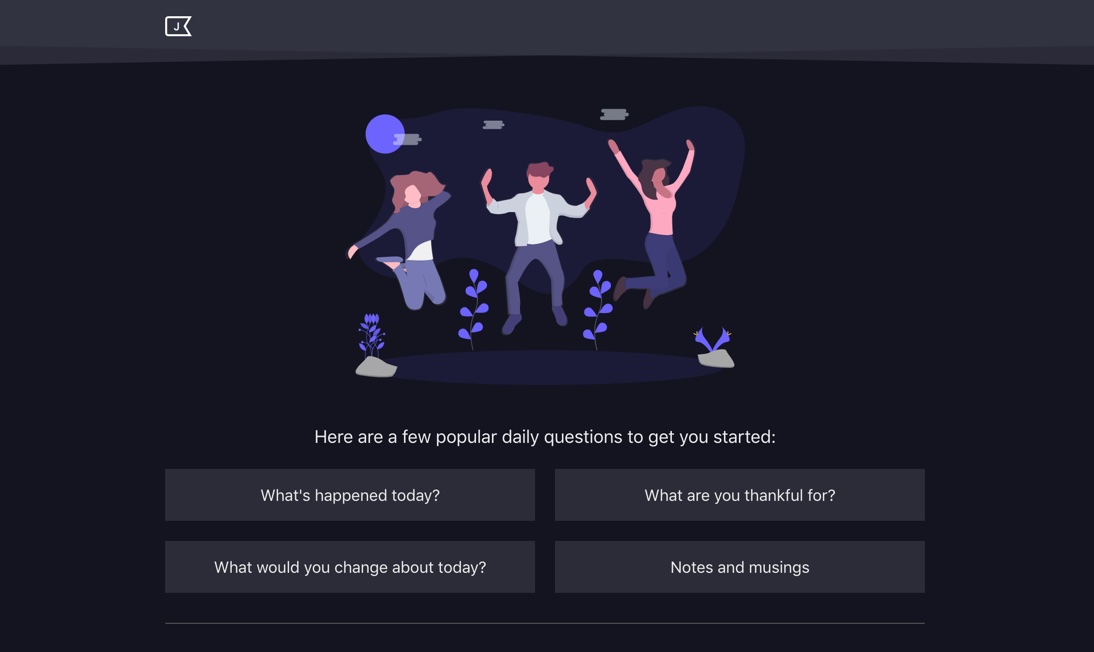 J
Here are a few popular daily questions to get you started:
What's happened today?
What are you thankful for?
What would you change about today?
Notes and musings